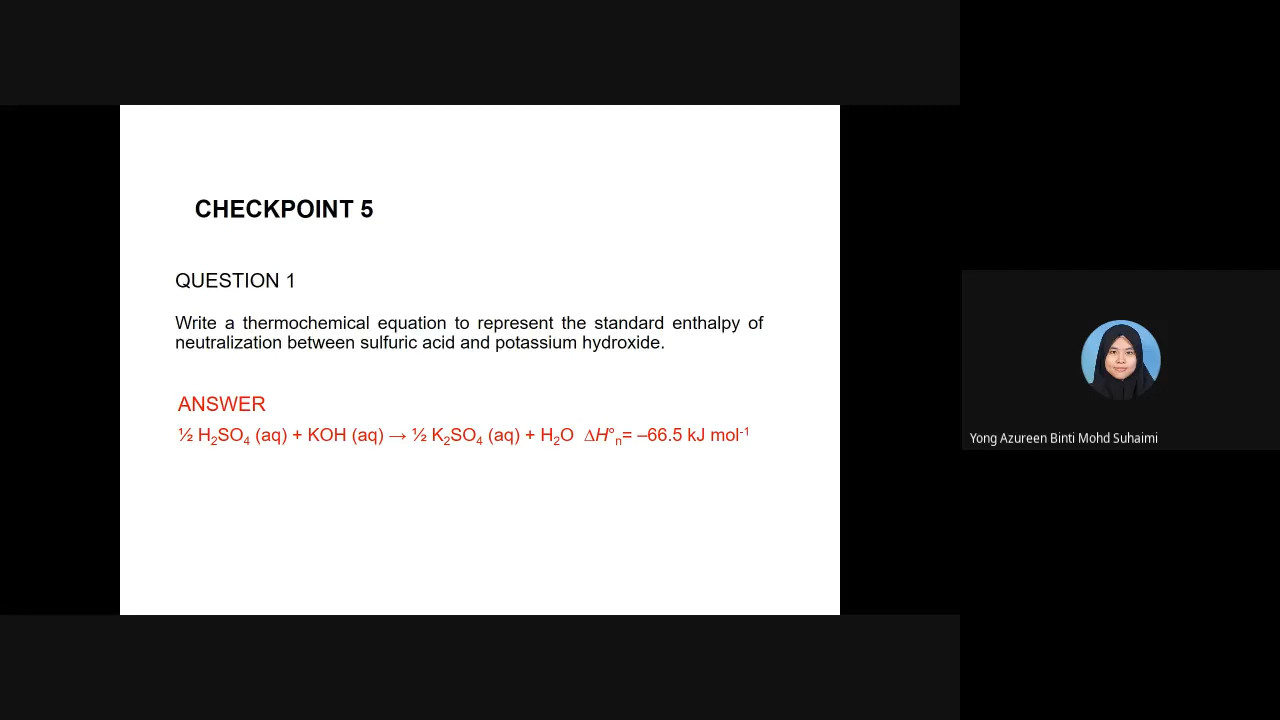 CHECKPOINT 5
QUESTION 1
Write a thermochemical equation to represent the standard enthalpy of
neutralization between sulfuric acid and potassium hydroxide.
ANSWER
½ H₂SO₄ (aq) + KOH (aq) → ½ K₂SO₄ (aq) + H₂O ΔH°ₙ= –66.5 kJ mol⁻¹
Yong Azureen Binti Mohd Suhaimi